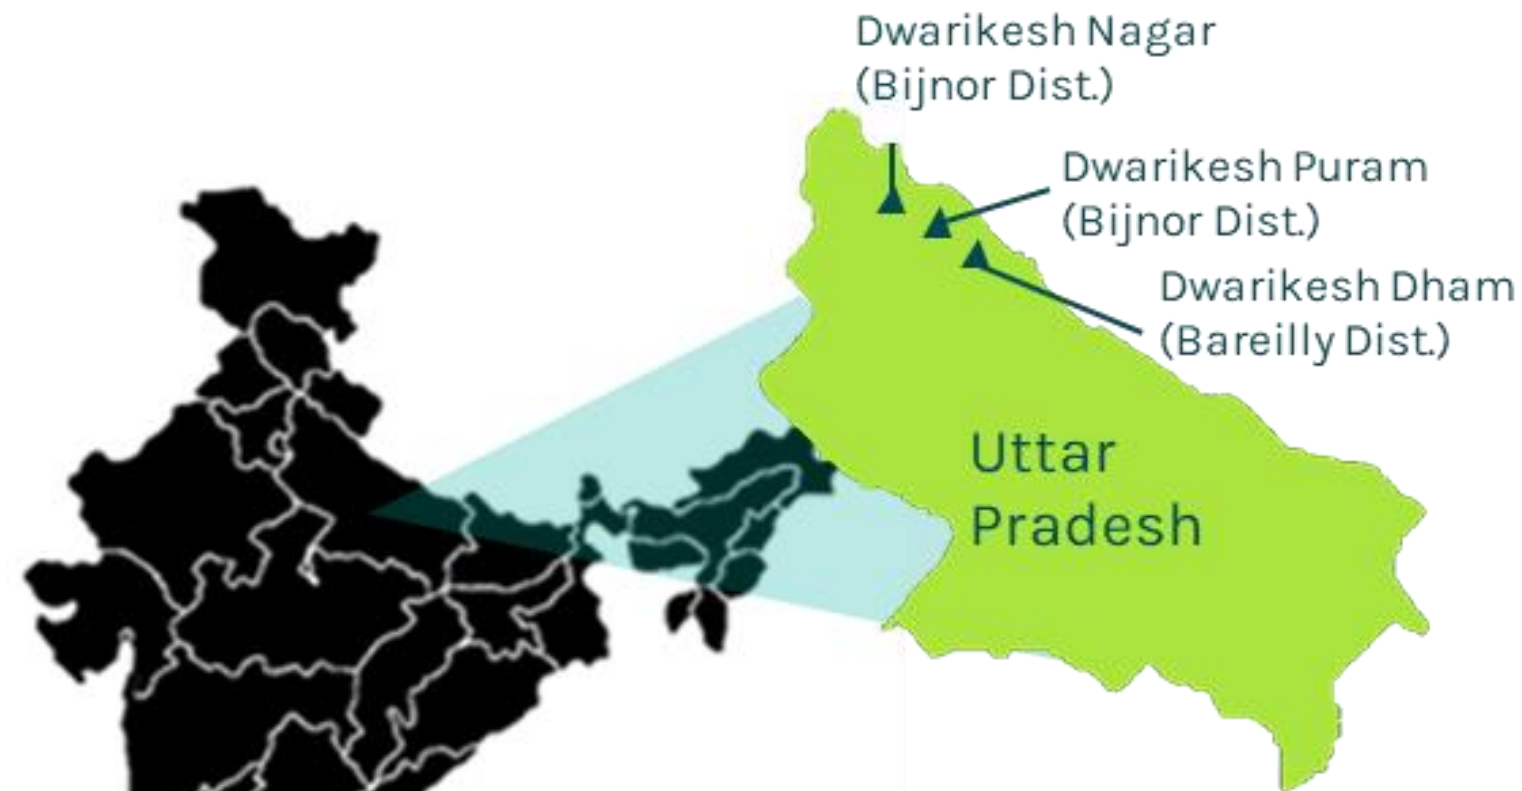 Dwarikesh Nagar
(Bijnor Dist.)
Dwarikesh Puram
(Bijnor Dist.)
Dwarikesh Dham
(Bareilly Dist.)
Uttar
Pradesh